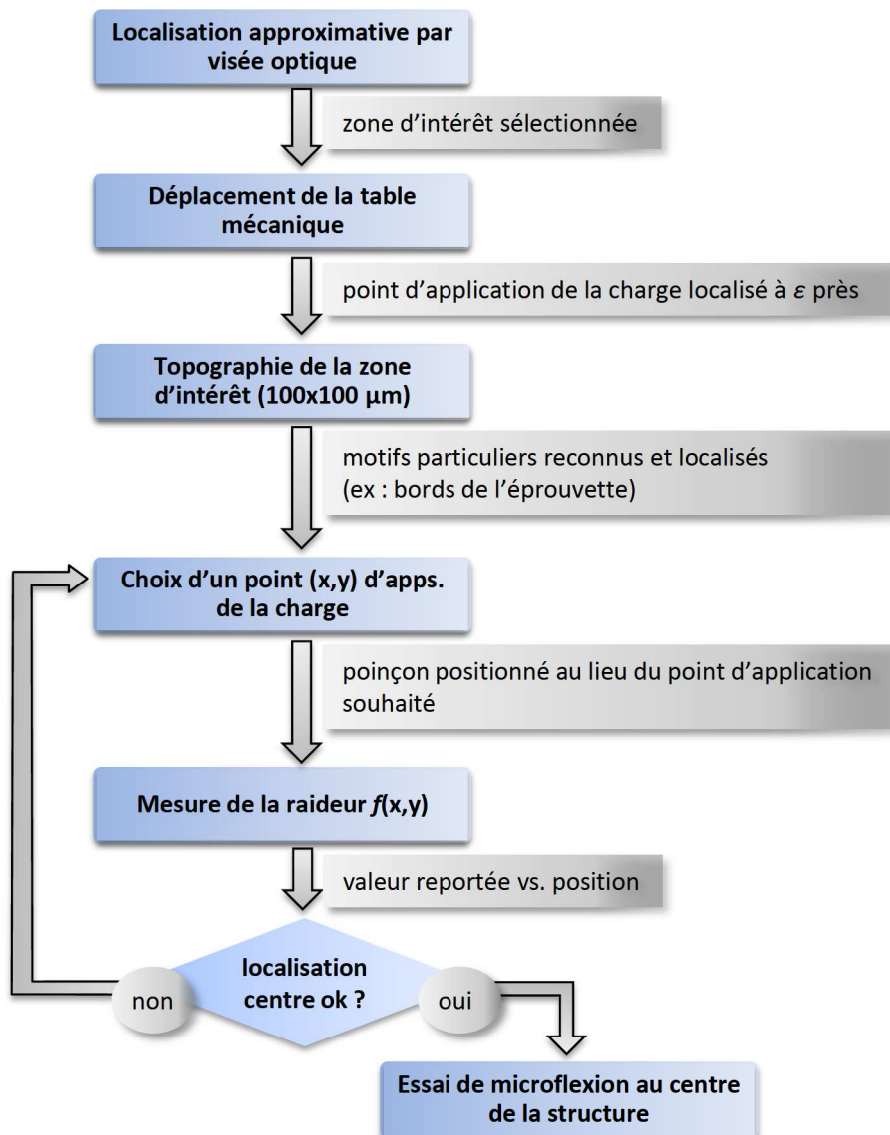 Localisation approximative par
visée optique
zone d'intérêt sélectionnée
Déplacement de la table
mécanique
point d'application de la charge localisé à ε près
Topographie de la zone
d'intérêt (100x100 µm)
motifs particuliers reconnus et localisés
(ex : bords de l'éprouvette)
Choix d'un point (x,y) d'apps.
de la charge
poinçon positionné au lieu du point d'application
souhaité
Mesure de la raideur f(x,y)
valeur reportée vs. position
localisation
centre ok ?
non
oui
Essai de microflexion au centre
de la structure